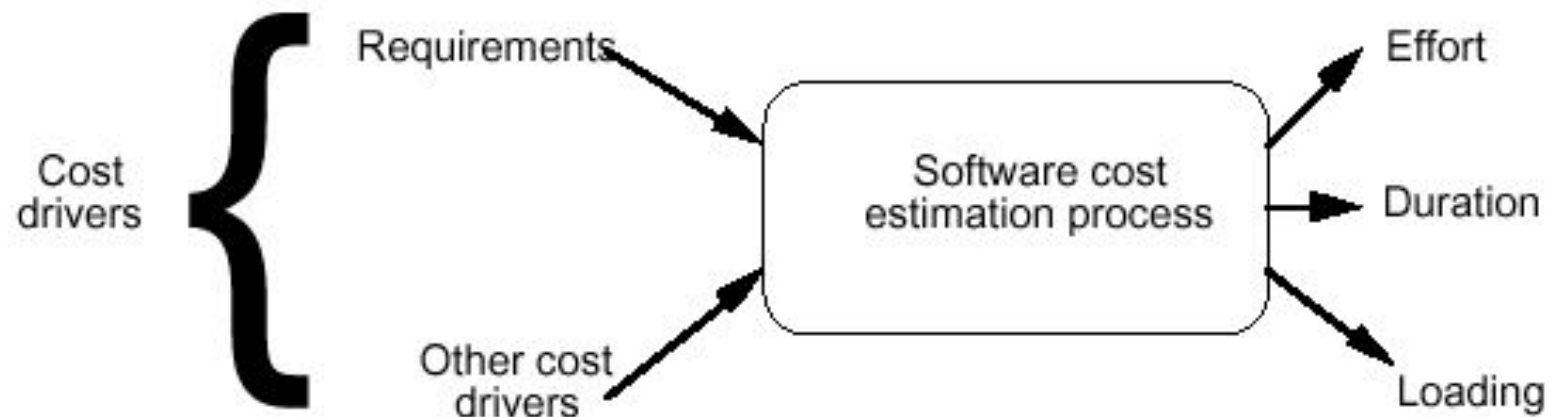 Cost
drivers
Requirements
Other cost
drivers
Software cost
estimation process
Effort
Duration
Loading